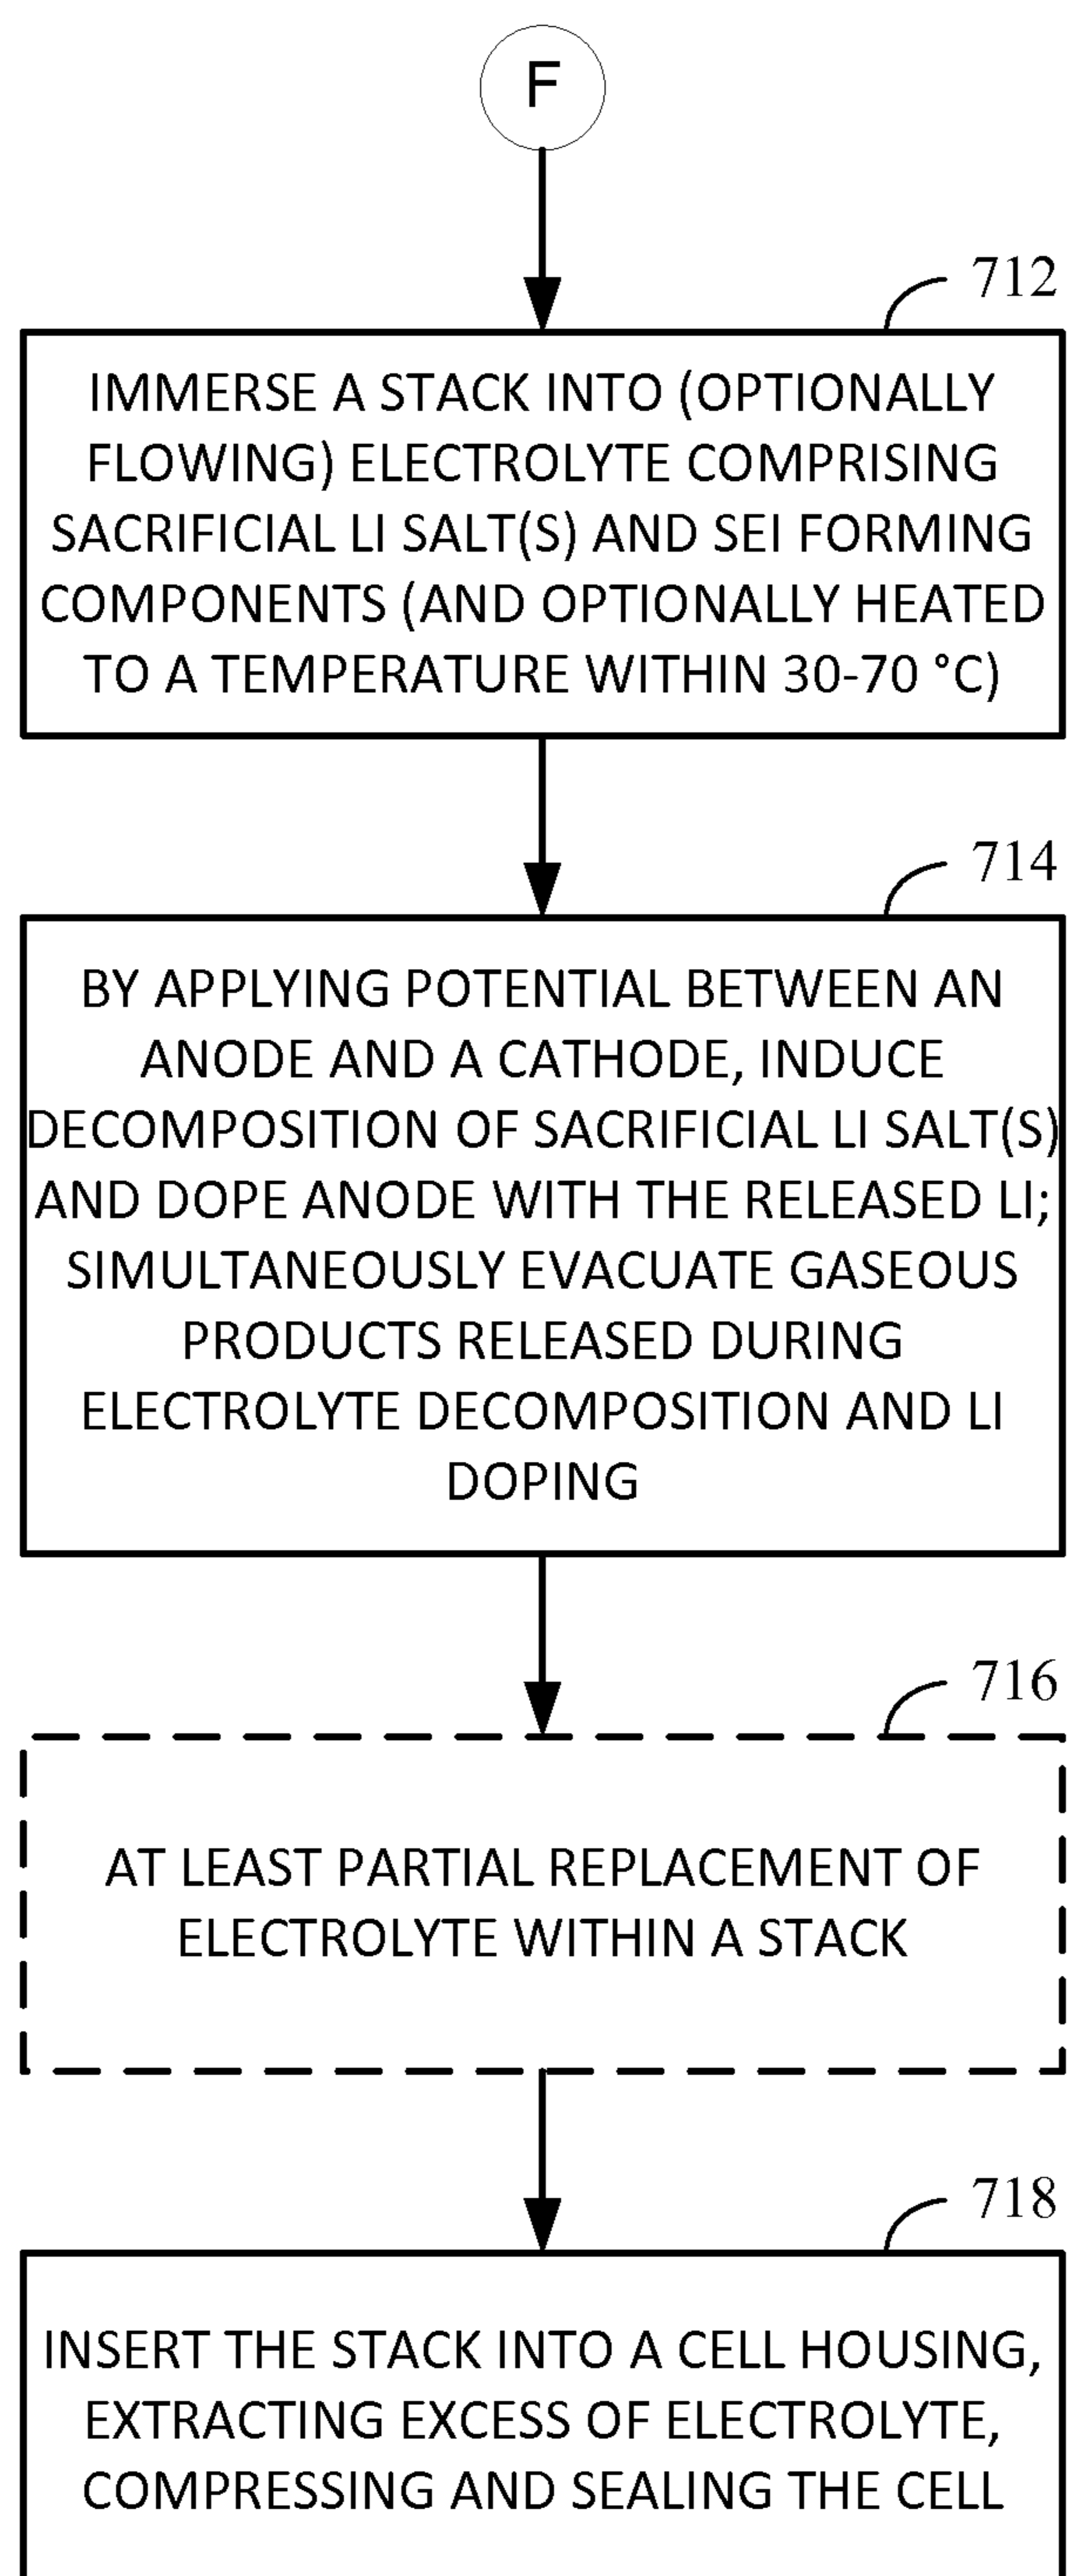 F
712
IMMERSE A STACK INTO (OPTIONALLY
FLOWING) ELECTROLYTE COMPRISING
SACRIFICIAL LI SALT(S) AND SEI FORMING
COMPONENTS (AND OPTIONALLY HEATED
TO A TEMPERATURE WITHIN 30-70 °C)
714
BY APPLYING POTENTIAL BETWEEN AN
ANODE AND A CATHODE, INDUCE
DECOMPOSITION OF SACRIFICIAL LI SALT(S)
AND DOPE ANODE WITH THE RELEASED LI;
SIMULTANEOUSLY EVACUATE GASEOUS
PRODUCTS RELEASED DURING
ELECTROLYTE DECOMPOSITION AND LI
DOPING
716
AT LEAST PARTIAL REPLACEMENT OF
ELECTROLYTE WITHIN A STACK
718
INSERT THE STACK INTO A CELL HOUSING,
EXTRACTING EXCESS OF ELECTROLYTE,
COMPRESSING AND SEALING THE CELL